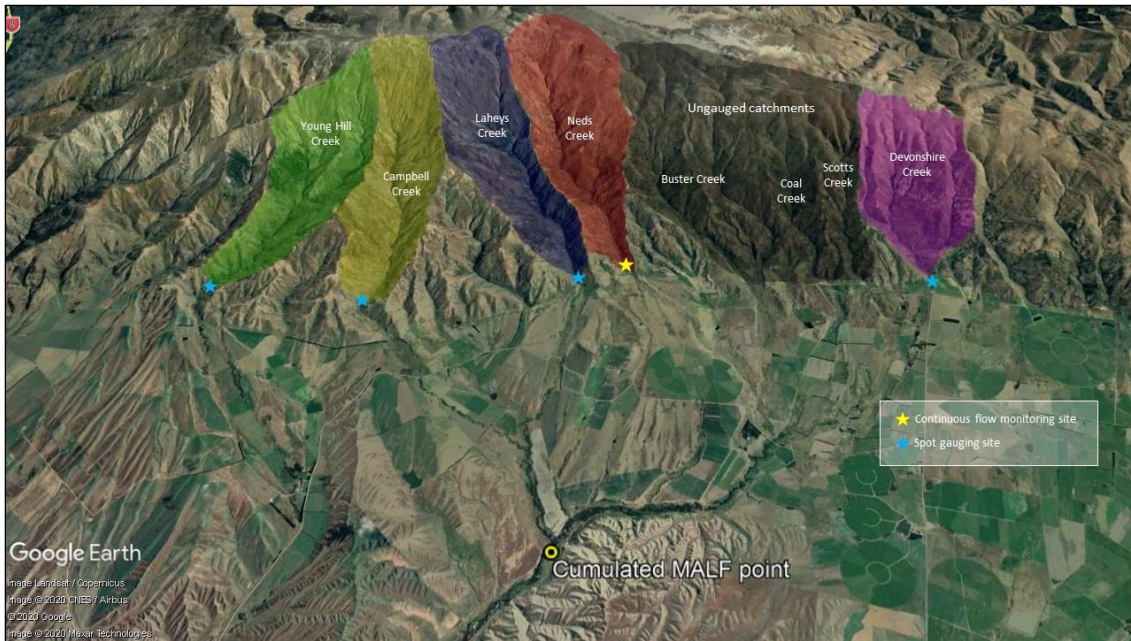 8
Ungauged catchments
Young Hill
Creek
Campbell
Creek
Laheys
Creek
Neds
Creek
Buster Creek
Coal
Creek
Scotts
Creek
Devonshire
Creek
Continuous flow monitoring site
Spot gauging site
Cumulated MALF point
Google Earth
Image Landsat / Copernicus
Image © 2020 CNES / Airbus
© 2020 Google
Image © 2020 Maxar Technologies